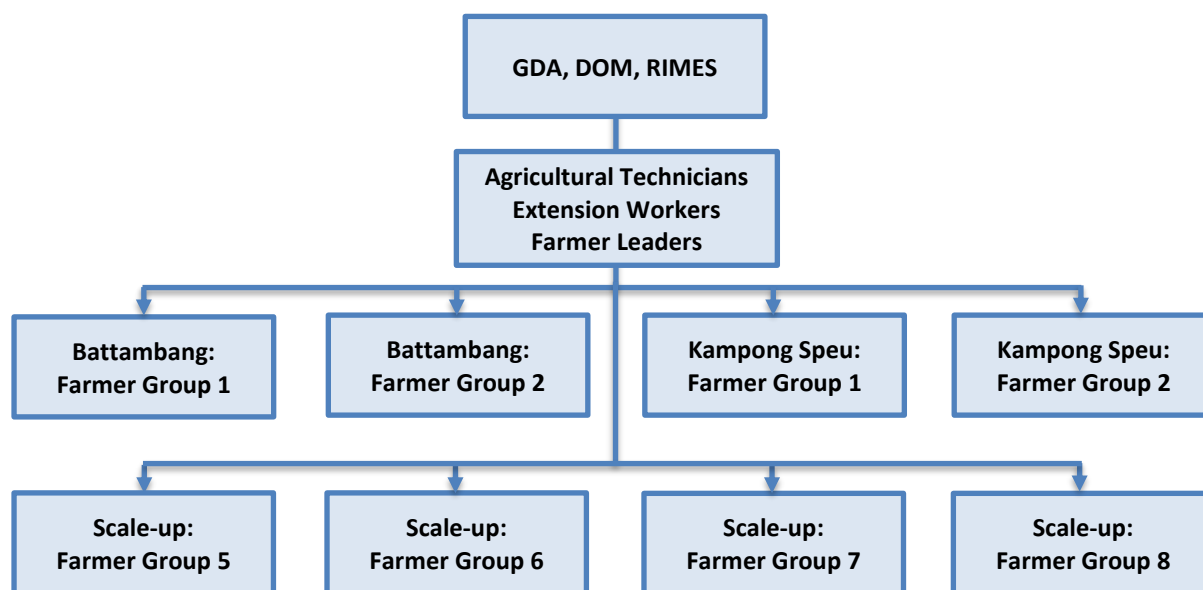 GDA, DOM, RIMES
Agricultural Technicians
Extension Workers
Farmer Leaders
Battambang:
Farmer Group 1
Battambang:
Farmer Group 2
Kampong Speu:
Farmer Group 1
Kampong Speu:
Farmer Group 2
Scale-up:
Farmer Group 5
Scale-up:
Farmer Group 6
Scale-up:
Farmer Group 7
Scale-up:
Farmer Group 8